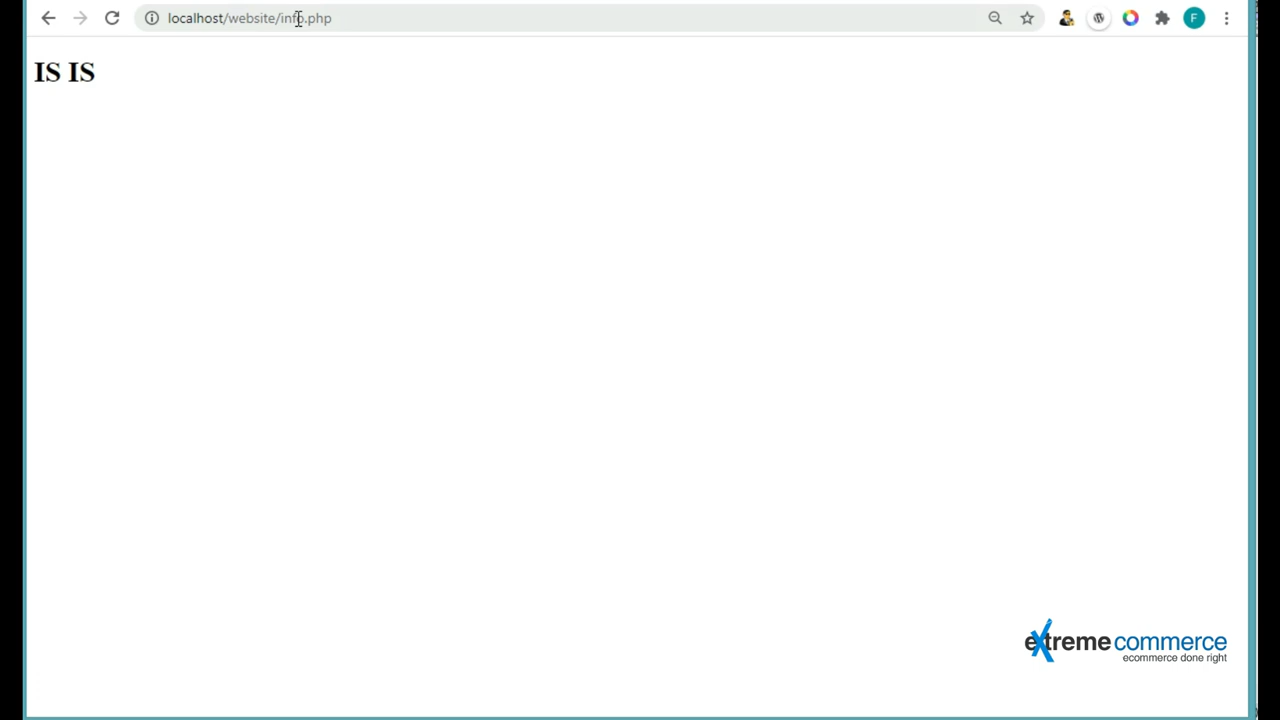 localhost/website/info.php
F
IS IS
extreme commerce
ecommerce done right